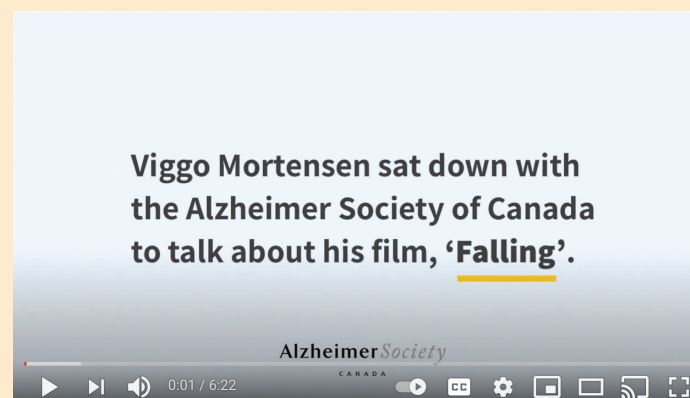 Viggo Mortensen sat down with
the Alzheimer Society of Canada
to talk about his film, ‘Falling’.
AlzheimerSociety
CANADA
0:01 / 6:22
CC